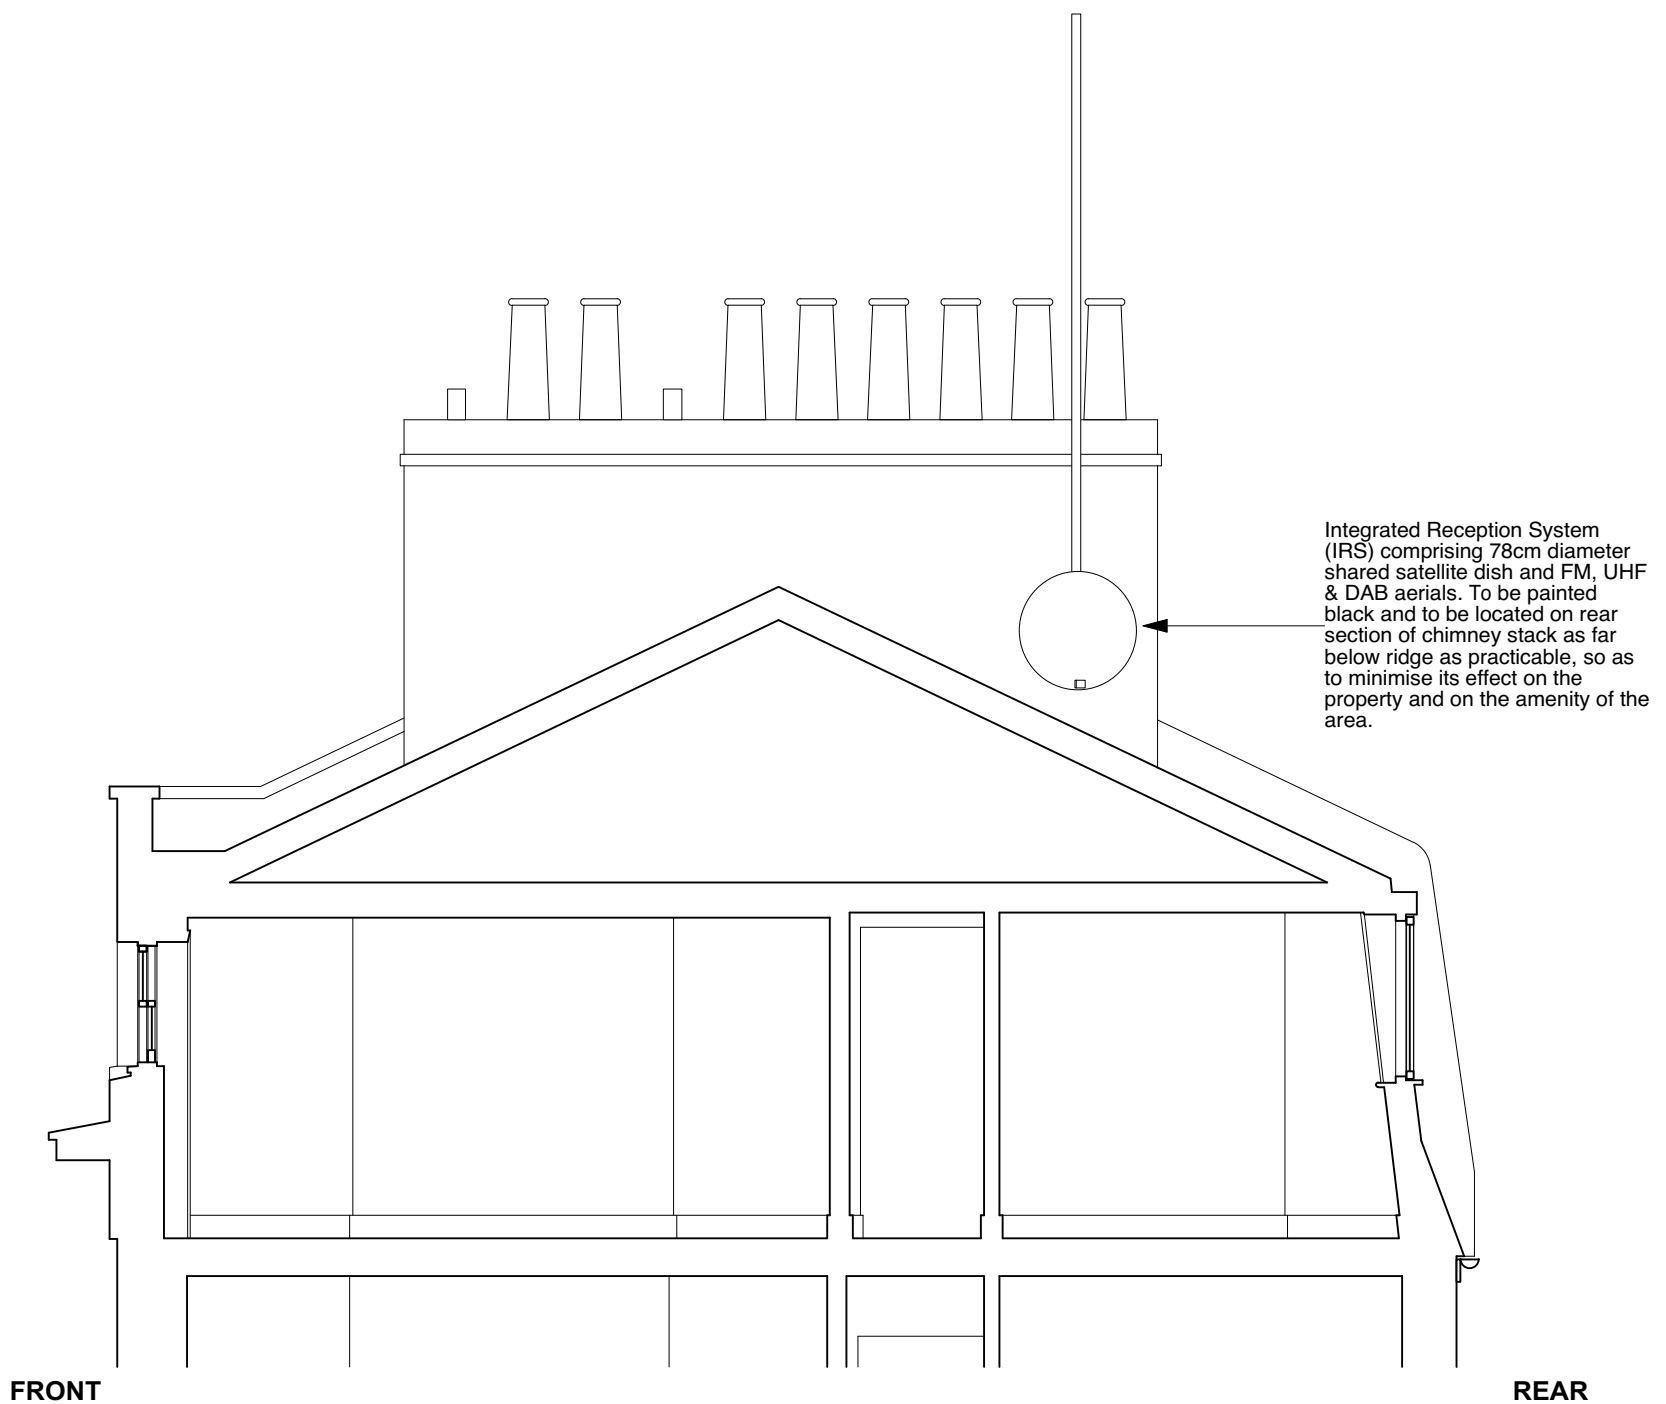 Integrated Reception System
(IRS) comprising 78cm diameter
shared satellite dish and FM, UHF
& DAB aerials. To be painted
black and to be located on rear
section of chimney stack as far
below ridge as practicable, so as
to minimise its effect on the
property and on the amenity of the
area.
FRONT
REAR